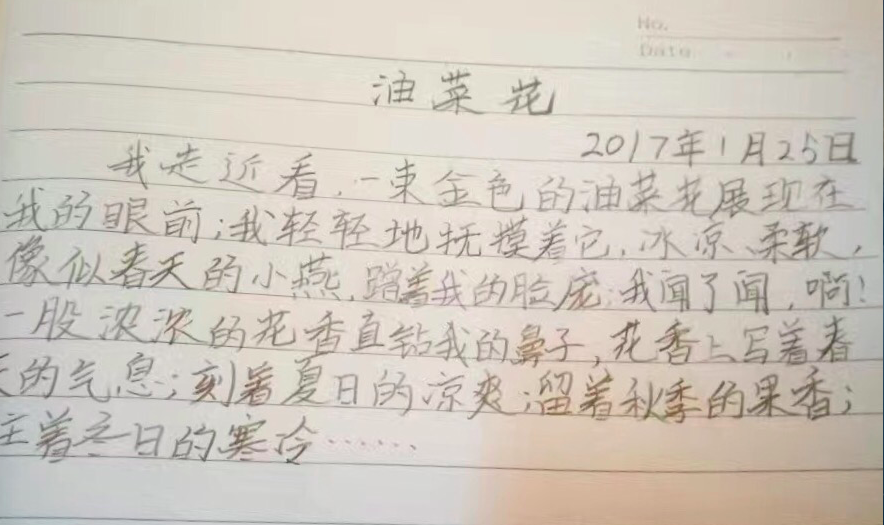 No.
Date
油菜花
2017年1月25日
我走近看，一束金色的油菜花展现在
我的眼前；我轻轻地抚摸着它，冰凉、柔软，
像似春天的小燕，蹭着我的脸庞；我闻了闻，啊！
一股浓浓的花香直钻我的鼻子，花香上写着春
天的气息；刻着夏日的凉爽；溜着秋季的果香；
主着冬日的寒冷……